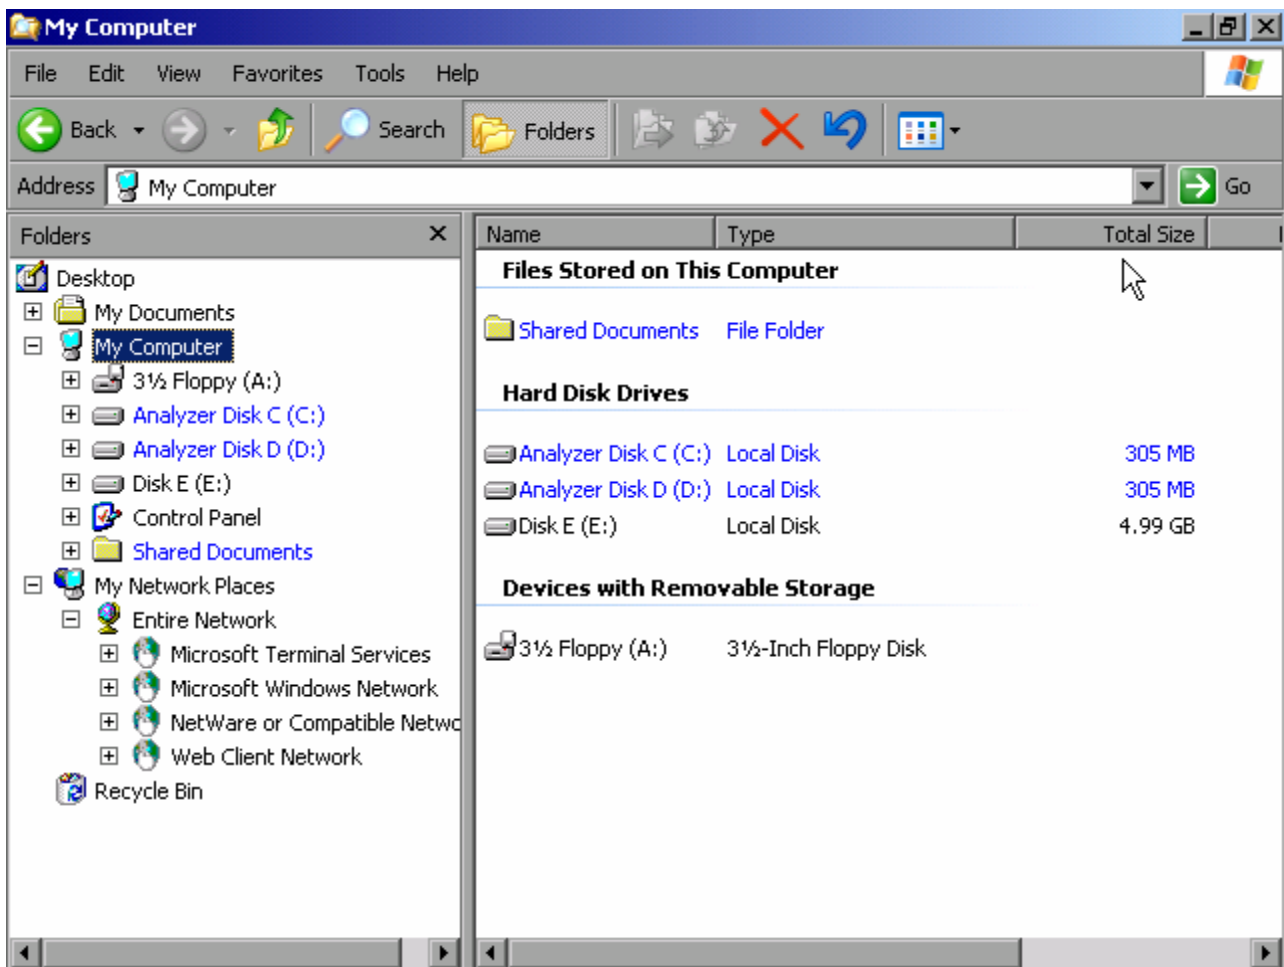 My Computer
File Edit View Favorites Tools Help
Back Search Folders
Address My Computer Go
Folders
Desktop
My Documents
My Computer
3½ Floppy (A:)
Analyzer Disk C (C:)
Analyzer Disk D (D:)
Disk E (E:)
Control Panel
Shared Documents
My Network Places
Entire Network
Microsoft Terminal Services
Microsoft Windows Network
NetWare or Compatible Netwo
Web Client Network
Recycle Bin
Name Type Total Size
Files Stored on This Computer
Shared Documents File Folder
Hard Disk Drives
Analyzer Disk C (C:) Local Disk 305 MB
Analyzer Disk D (D:) Local Disk 305 MB
Disk E (E:) Local Disk 4.99 GB
Devices with Removable Storage
3½ Floppy (A:) 3½-Inch Floppy Disk